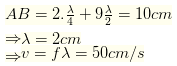 AB = 2.λ/4 + 9λ/2 = 10cm
⇒λ = 2cm
⇒v = fλ = 50cm/s